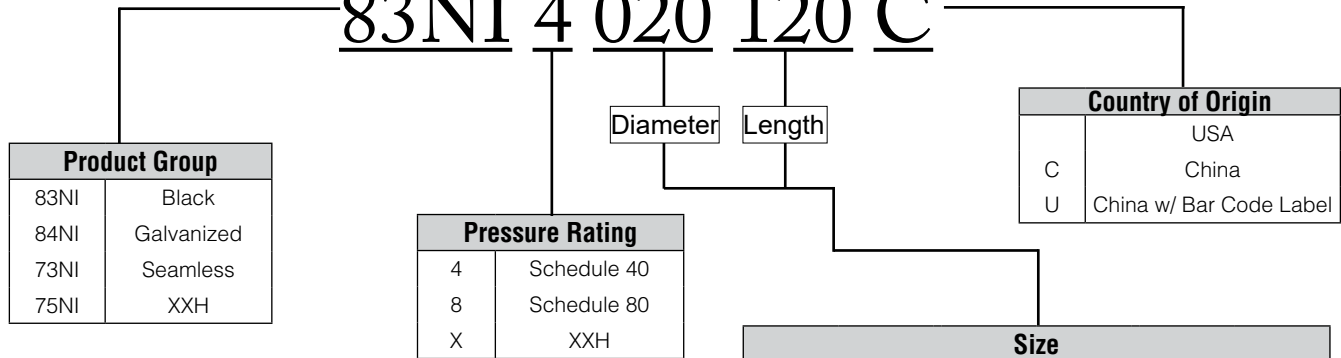 83NI 4 020 120 C
Diameter Length
Country of Origin
USA
C China
U China w/ Bar Code Label
Product Group
83NI Black
84NI Galvanized
73NI Seamless
75NI XXH
Pressure Rating
4 Schedule 40
8 Schedule 80
X XXH
Size